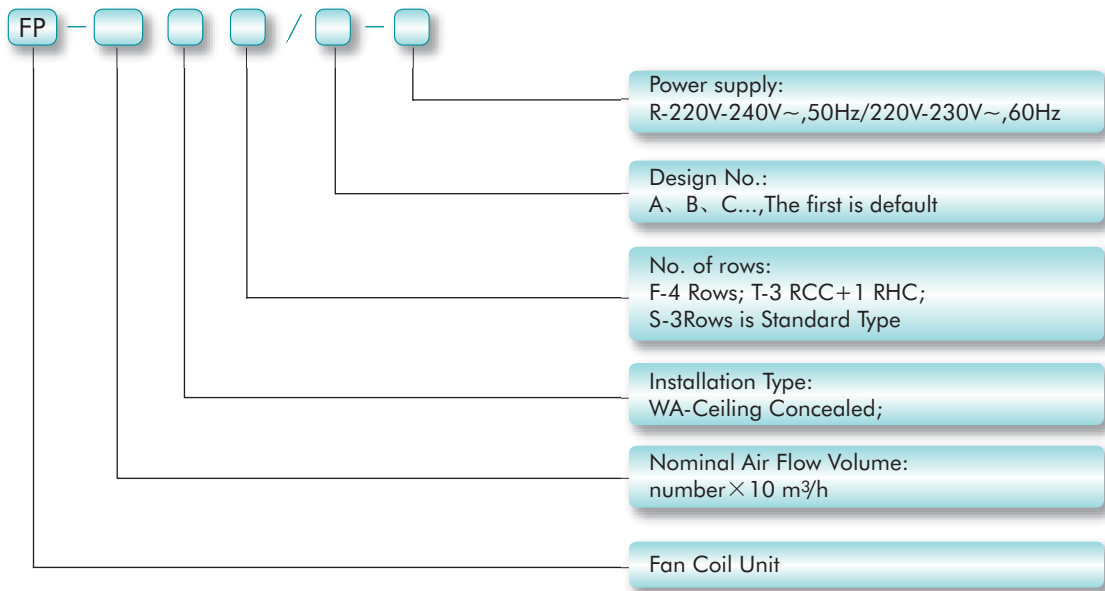 FP – / –
Power supply:
R-220V-240V~,50Hz/220V-230V~,60Hz
Design No.:
A、B、C...,The first is default
No. of rows:
F-4 Rows; T-3 RCC+1 RHC;
S-3Rows is Standard Type
Installation Type:
WA-Ceiling Concealed;
Nominal Air Flow Volume:
number×10 m³/h
Fan Coil Unit